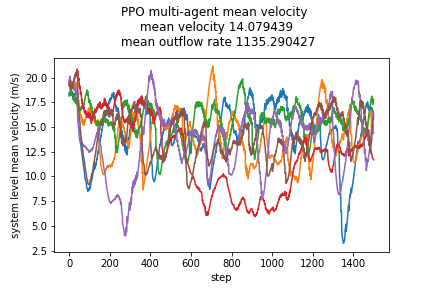 PPO multi-agent mean velocity
mean velocity 14.079439
mean outflow rate 1135.290427
20.0
17.5
15.0
12.5
10.0
7.5
5.0
2.5
system level mean velocity (m/s)
0 200 400 600 800 1000 1200 1400
step